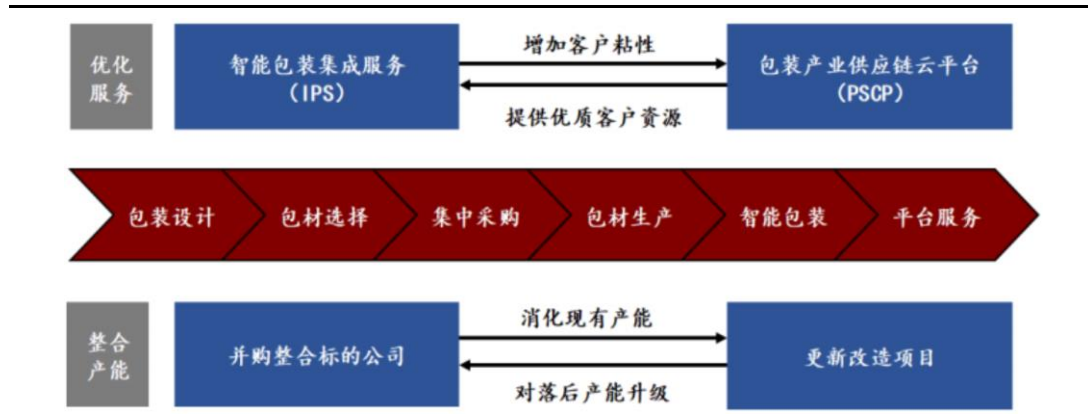 优化
服务
智能包装集成服务
（IPS）
增加客户粘性
提供优质客户资源
包装产业供应链云平台
（PSCP）
包装设计
包材选择
集中采购
包材生产
智能包装
平台服务
整合
产能
并购整合标的公司
消化现有产能
对落后产能升级
更新改造项目